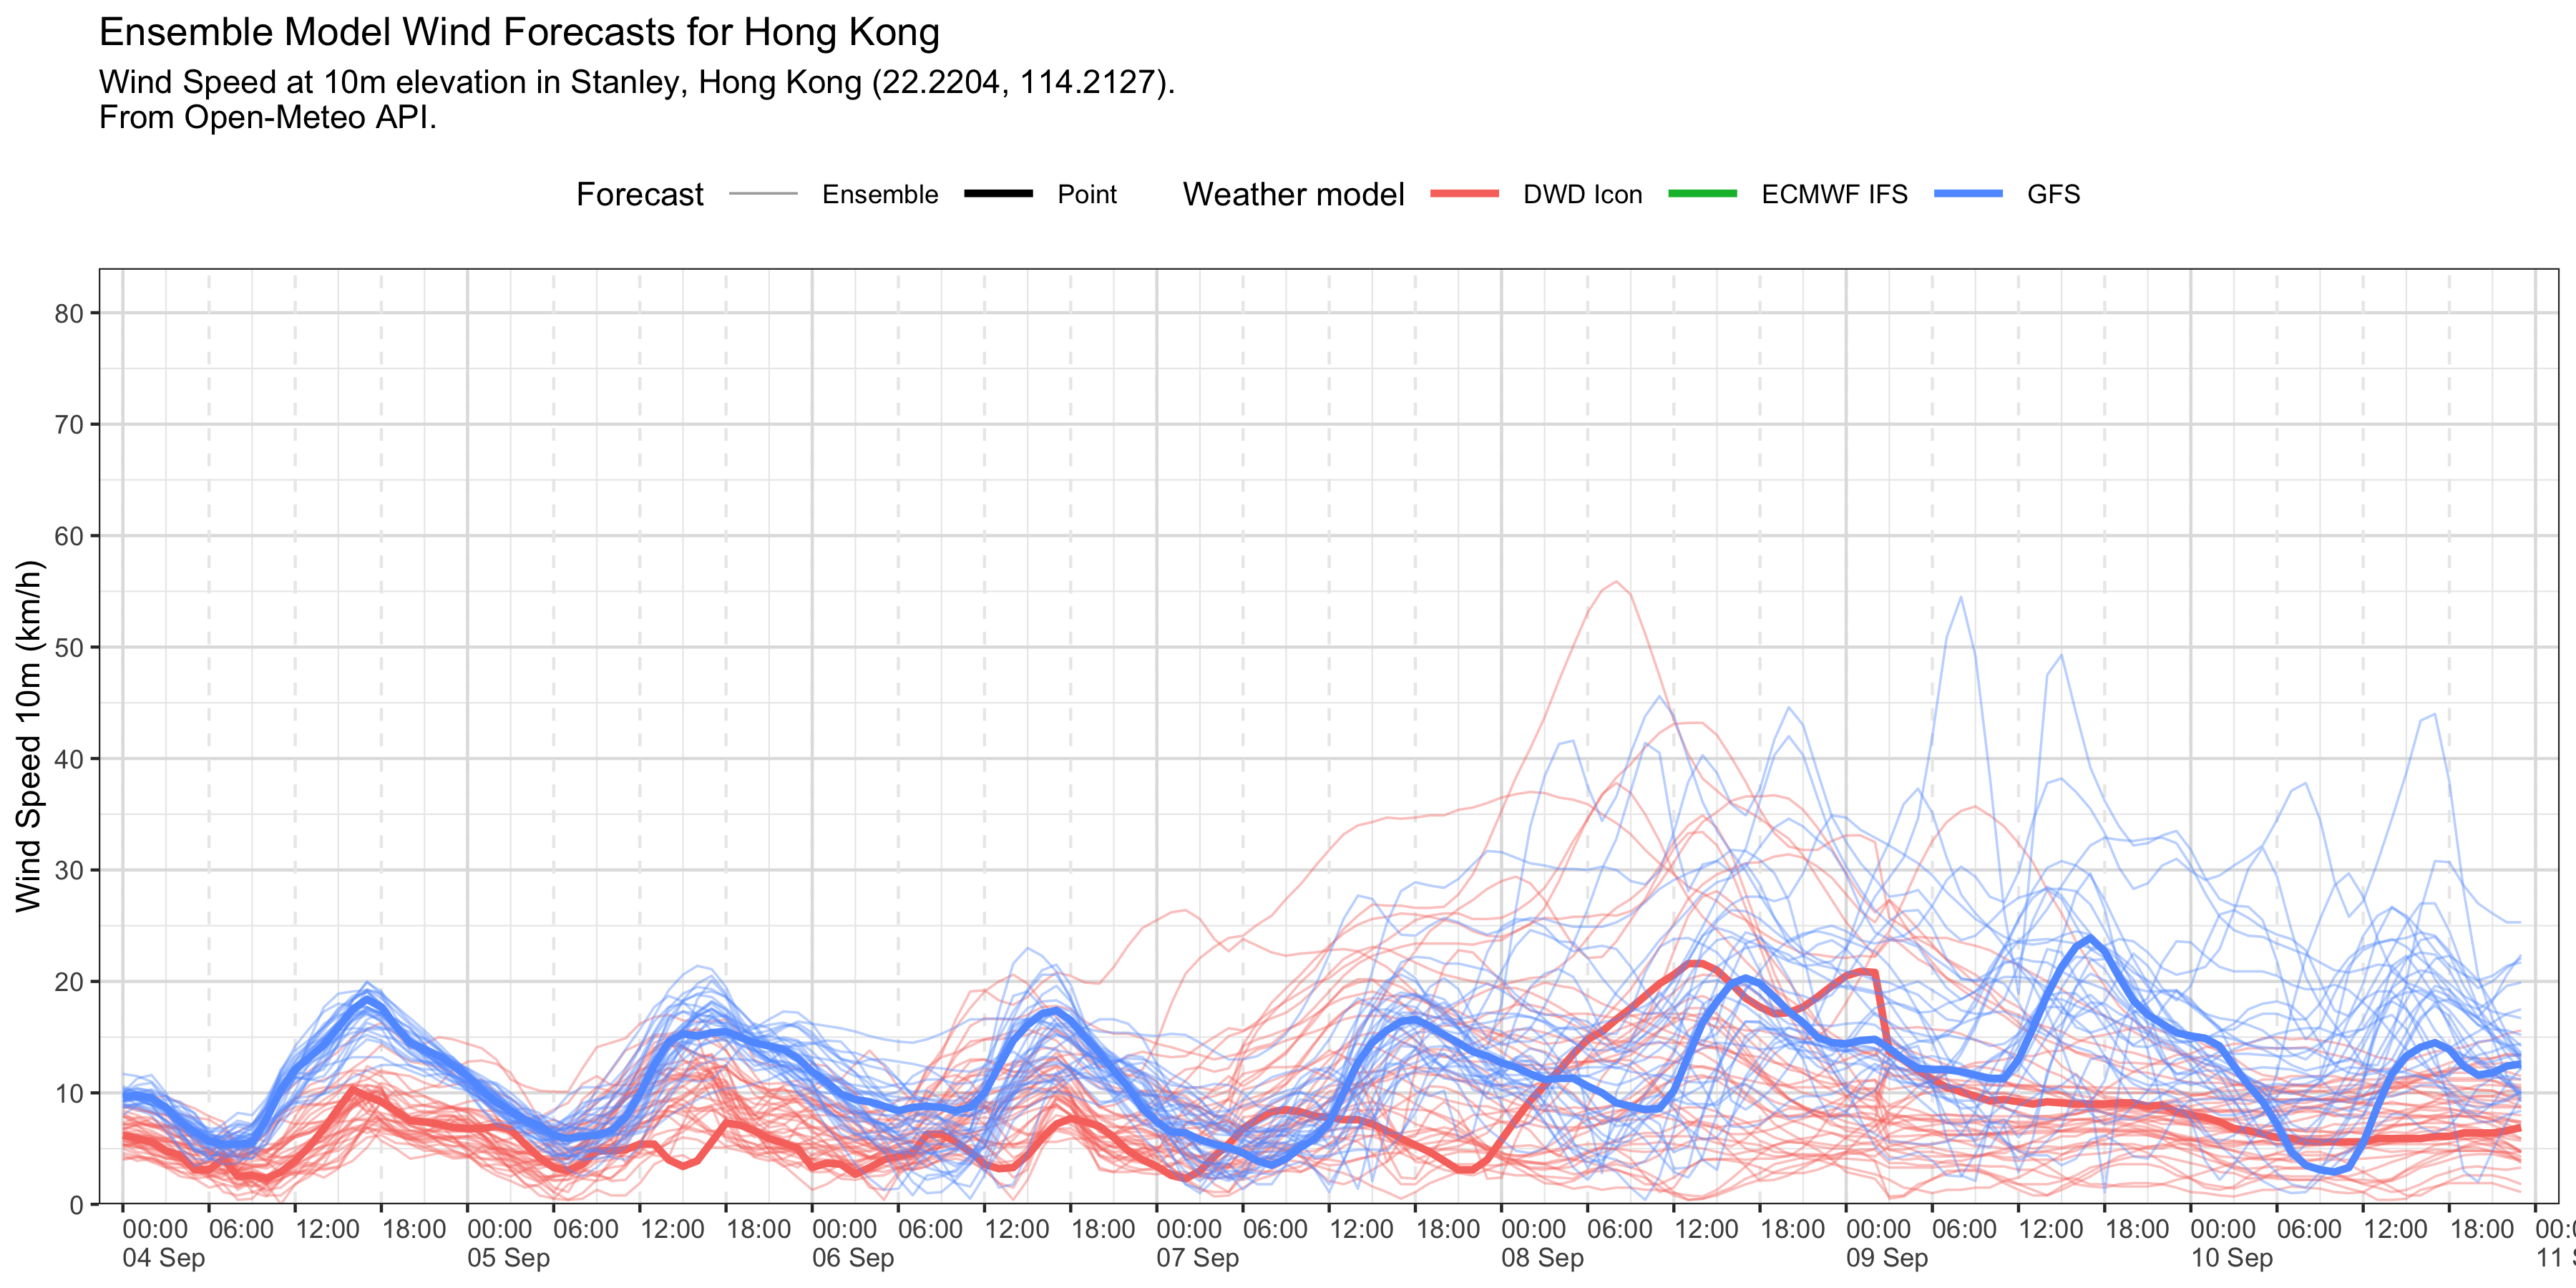 Ensemble Model Wind Forecasts for Hong Kong
Wind Speed at 10m elevation in Stanley, Hong Kong (22.2204, 114.2127).
From Open-Meteo API.
Forecast Ensemble Point Weather model DWD Icon ECMWF IFS GFS
Wind Speed 10m (km/h)
80
70
60
50
40
30
20
10
0
00:00 06:00 12:00 18:00 00:00 06:00 12:00 18:00 00:00 06:00 12:00 18:00 00:00 06:00 12:00 18:00 00:00 06:00 12:00 18:00 00:00 06:00 12:00 18:00 00:00 06:00 12:00 18:00 00:0
04 Sep 05 Sep 06 Sep 07 Sep 08 Sep 09 Sep 10 Sep 11 S